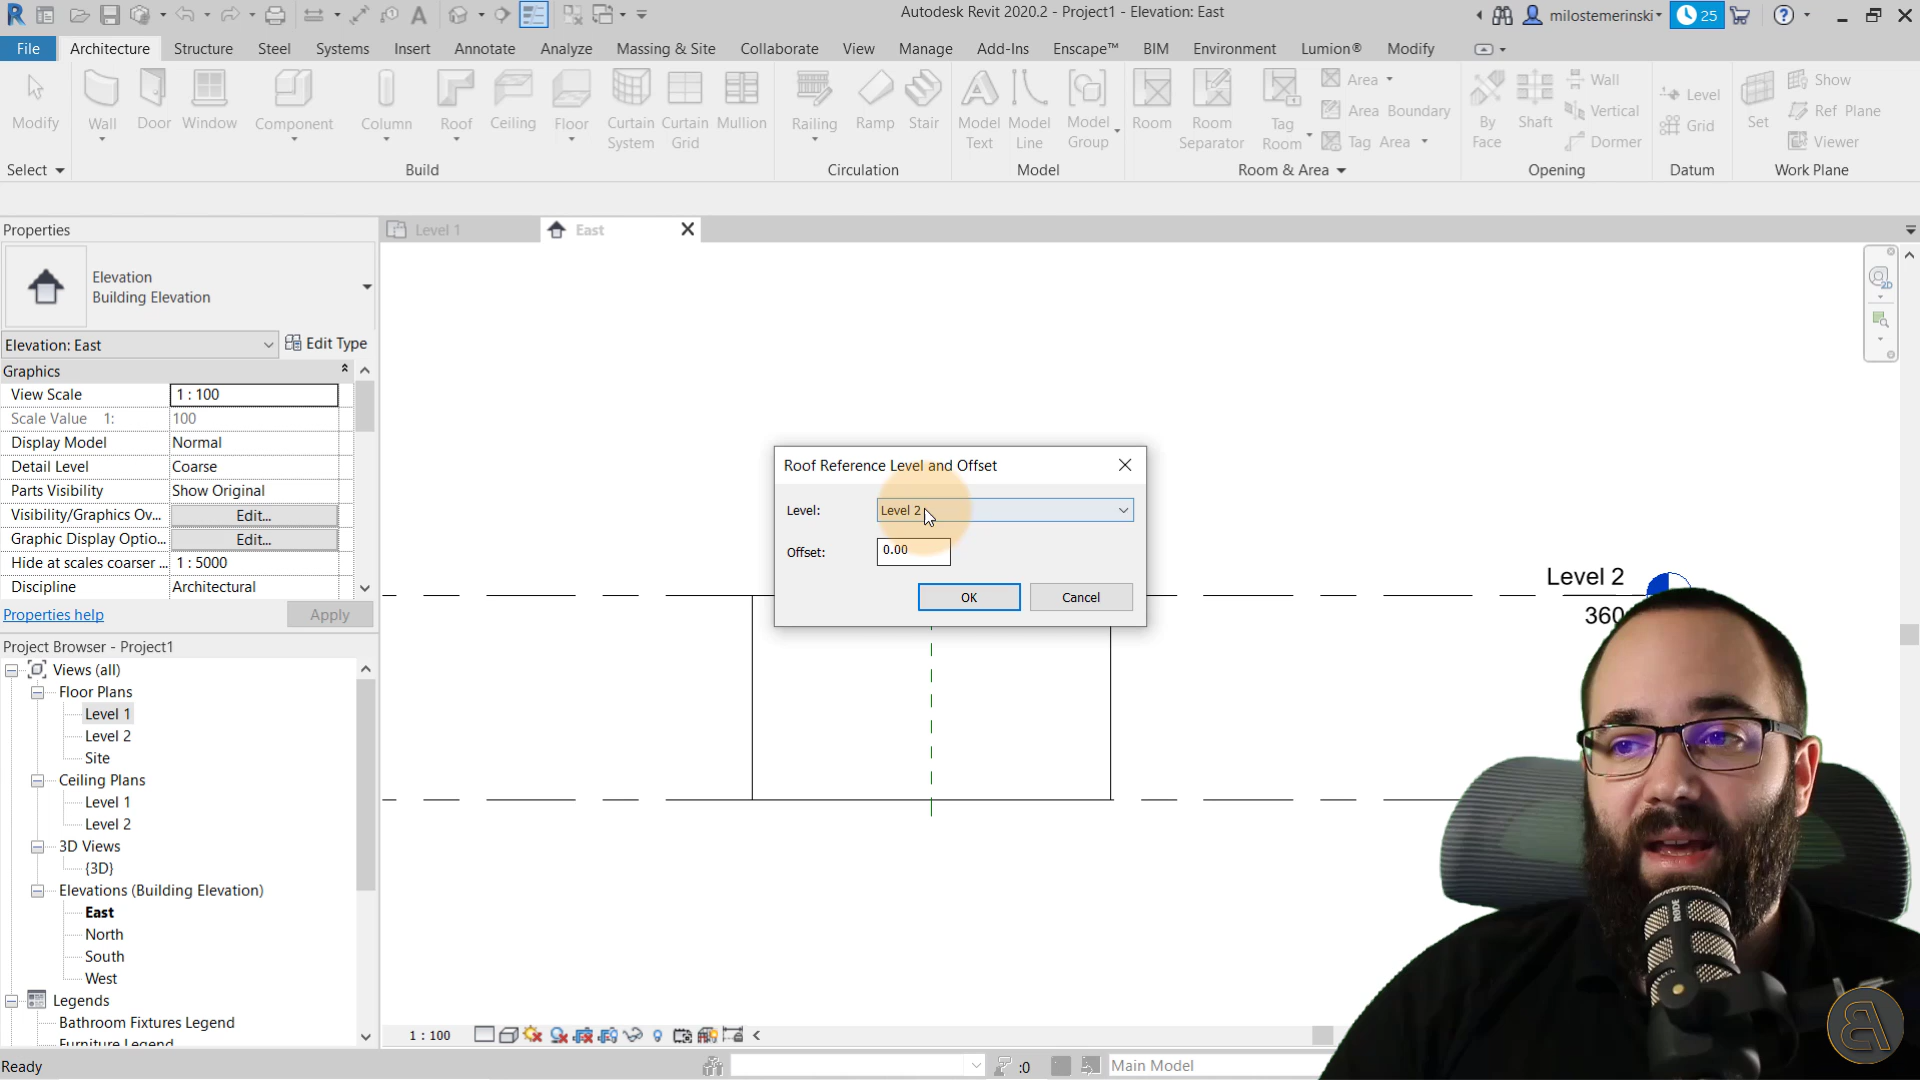 Autodesk Revit 2020.2 - Project1 - Elevation: East
milostemerinski
25
File Architecture Structure Steel Systems Insert Annotate Analyze Massing & Site Collaborate View Manage Add-Ins Enscape™ BIM Environment Lumion® Modify
Modify
Wall
Door
Window
Component
Column
Roof
Ceiling
Floor
Curtain System
Curtain Grid
Mullion
Railing
Ramp
Stair
Model Text
Model Line
Model Group
Room
Room Separator
Tag Room
Area
Area Boundary
Tag Area
By Face
Shaft
Wall
Vertical
Dormer
Level
Grid
Set
Show
Ref Plane
Viewer
Select
Build
Circulation
Model
Room & Area
Opening
Datum
Work Plane
Properties
Level 1
East
Elevation
Building Elevation
Elevation: East
Edit Type
Graphics
View Scale 1 : 100
Scale Value 1: 100
Display Model Normal
Detail Level Coarse
Parts Visibility Show Original
Visibility/Graphics Ov... Edit...
Graphic Display Optio... Edit...
Hide at scales coarser ... 1 : 5000
Discipline Architectural
Properties help
Apply
Project Browser - Project1
Views (all)
Floor Plans
Level 1
Level 2
Site
Ceiling Plans
Level 1
Level 2
3D Views
{3D}
Elevations (Building Elevation)
East
North
South
West
Legends
Bathroom Fixtures Legend
Furniture Legend
Roof Reference Level and Offset
Level: Level 2
Offset: 0.00
OK
Cancel
Level 2
360
RODE
1 : 100
Ready
:0
Main Model